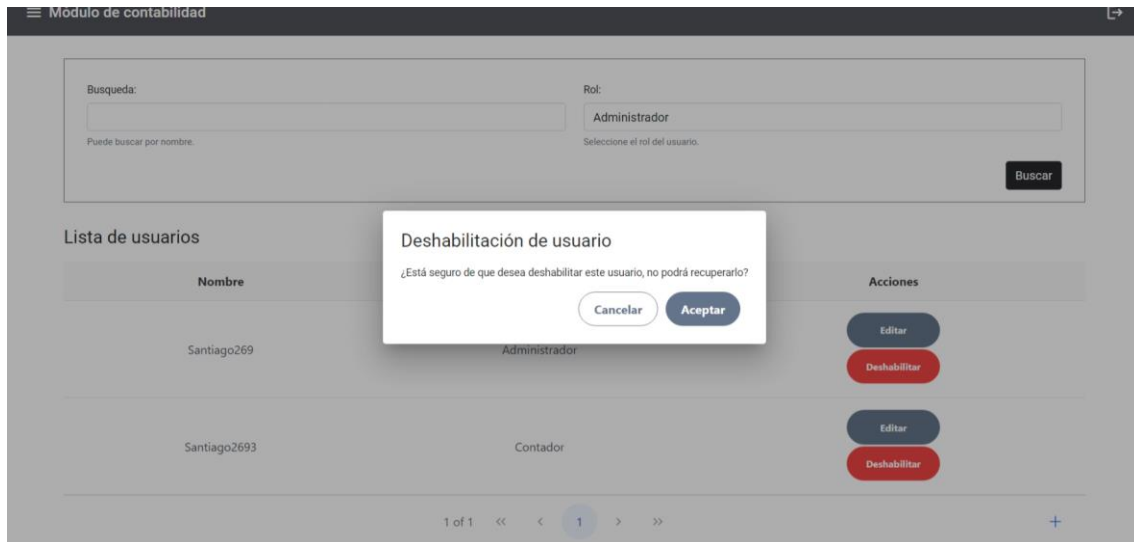 Módulo de contabilidad
Busqueda:
Rol:
Administrador
Puede buscar por nombre.
Seleccione el rol del usuario.
Buscar
Lista de usuarios
Deshabilitación de usuario
¿Está seguro de que desea deshabilitar este usuario, no podrá recuperarlo?
Cancelar
Aceptar
Nombre
Acciones
Santiago269
Administrador
Editar
Deshabilitar
Santiago2693
Contador
Editar
Deshabilitar
1 of 1 << < 1 > >> +